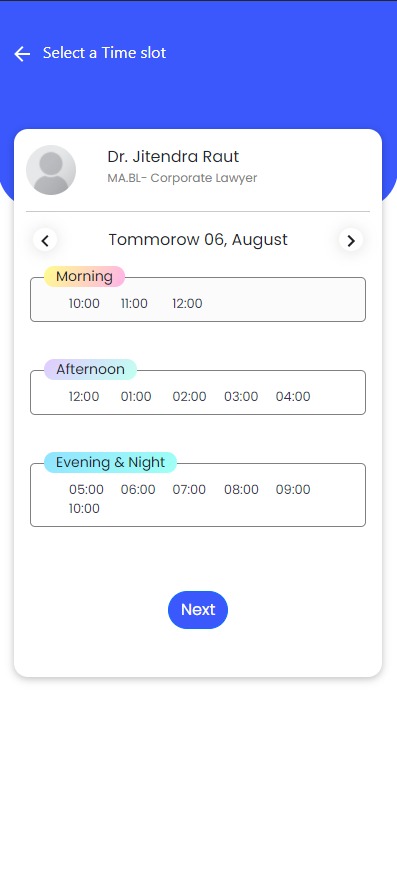 Select a Time slot
Dr. Jitendra Raut
MA.BL- Corporate Lawyer
Tommorow 06, August
Morning
10:00 11:00 12:00
Afternoon
12:00 01:00 02:00 03:00 04:00
Evening & Night
05:00 06:00 07:00 08:00 09:00
10:00
Next